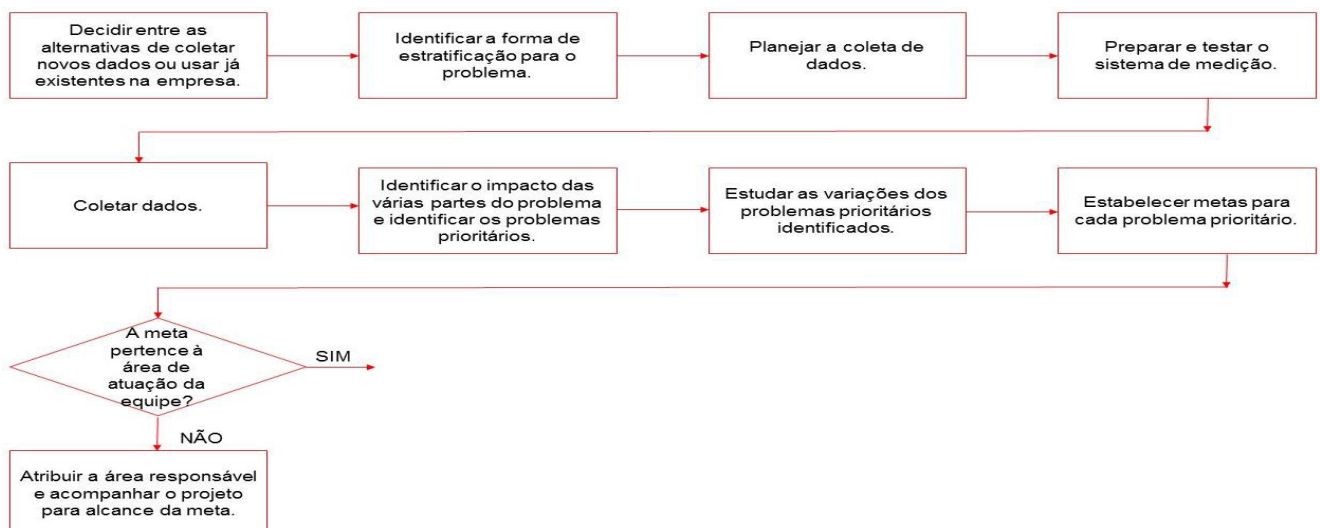 Decidir entre as
alternativas de coletar
novos dados ou usar já
existentes na empresa.
Identificar a forma de
estratificação para o
problema.
Planejar a coleta de
dados.
Preparar e testar o
sistema de medição.
Coletar dados.
Identificar o impacto das
várias partes do problema
e identificar os problemas
prioritários.
Estudar as variações dos
problemas prioritários
identificados.
Estabelecer metas para
cada problema prioritário.
A meta
pertence à
área de
atuação da
equipe?
SIM
NÃO
Atribuir a área responsável
e acompanhar o projeto
para alcance da meta.